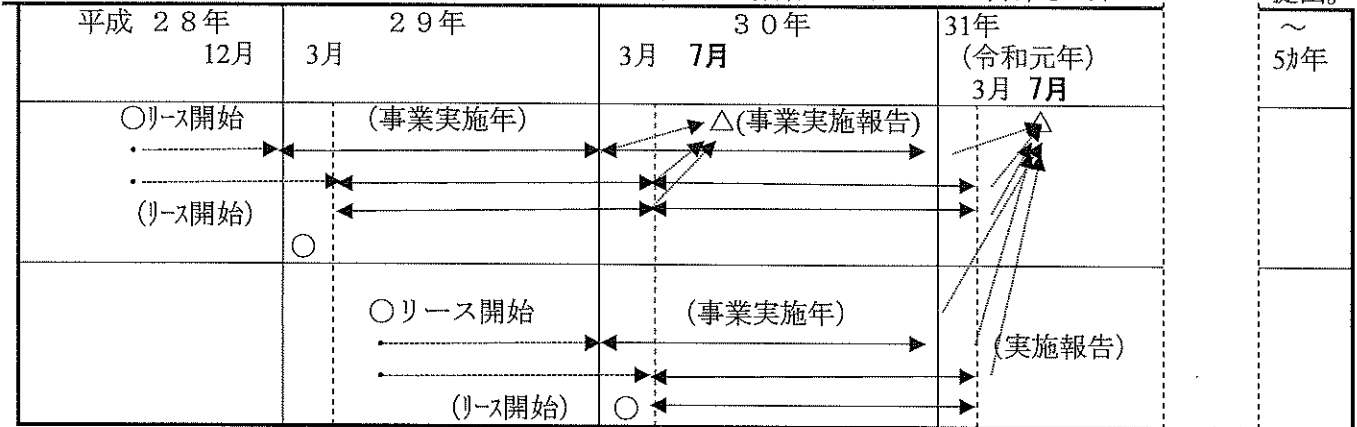 平成 28年 29年 30年 31年 ～
12月 3月 3月 7月 (令和元年) 5ｶ年
3月 7月
○ﾘｰｽ開始 (事業実施年) △(事業実施報告) △
(ﾘｰｽ開始)
○
○リース開始 (事業実施年)
(実施報告)
(ﾘｰｽ開始) ○